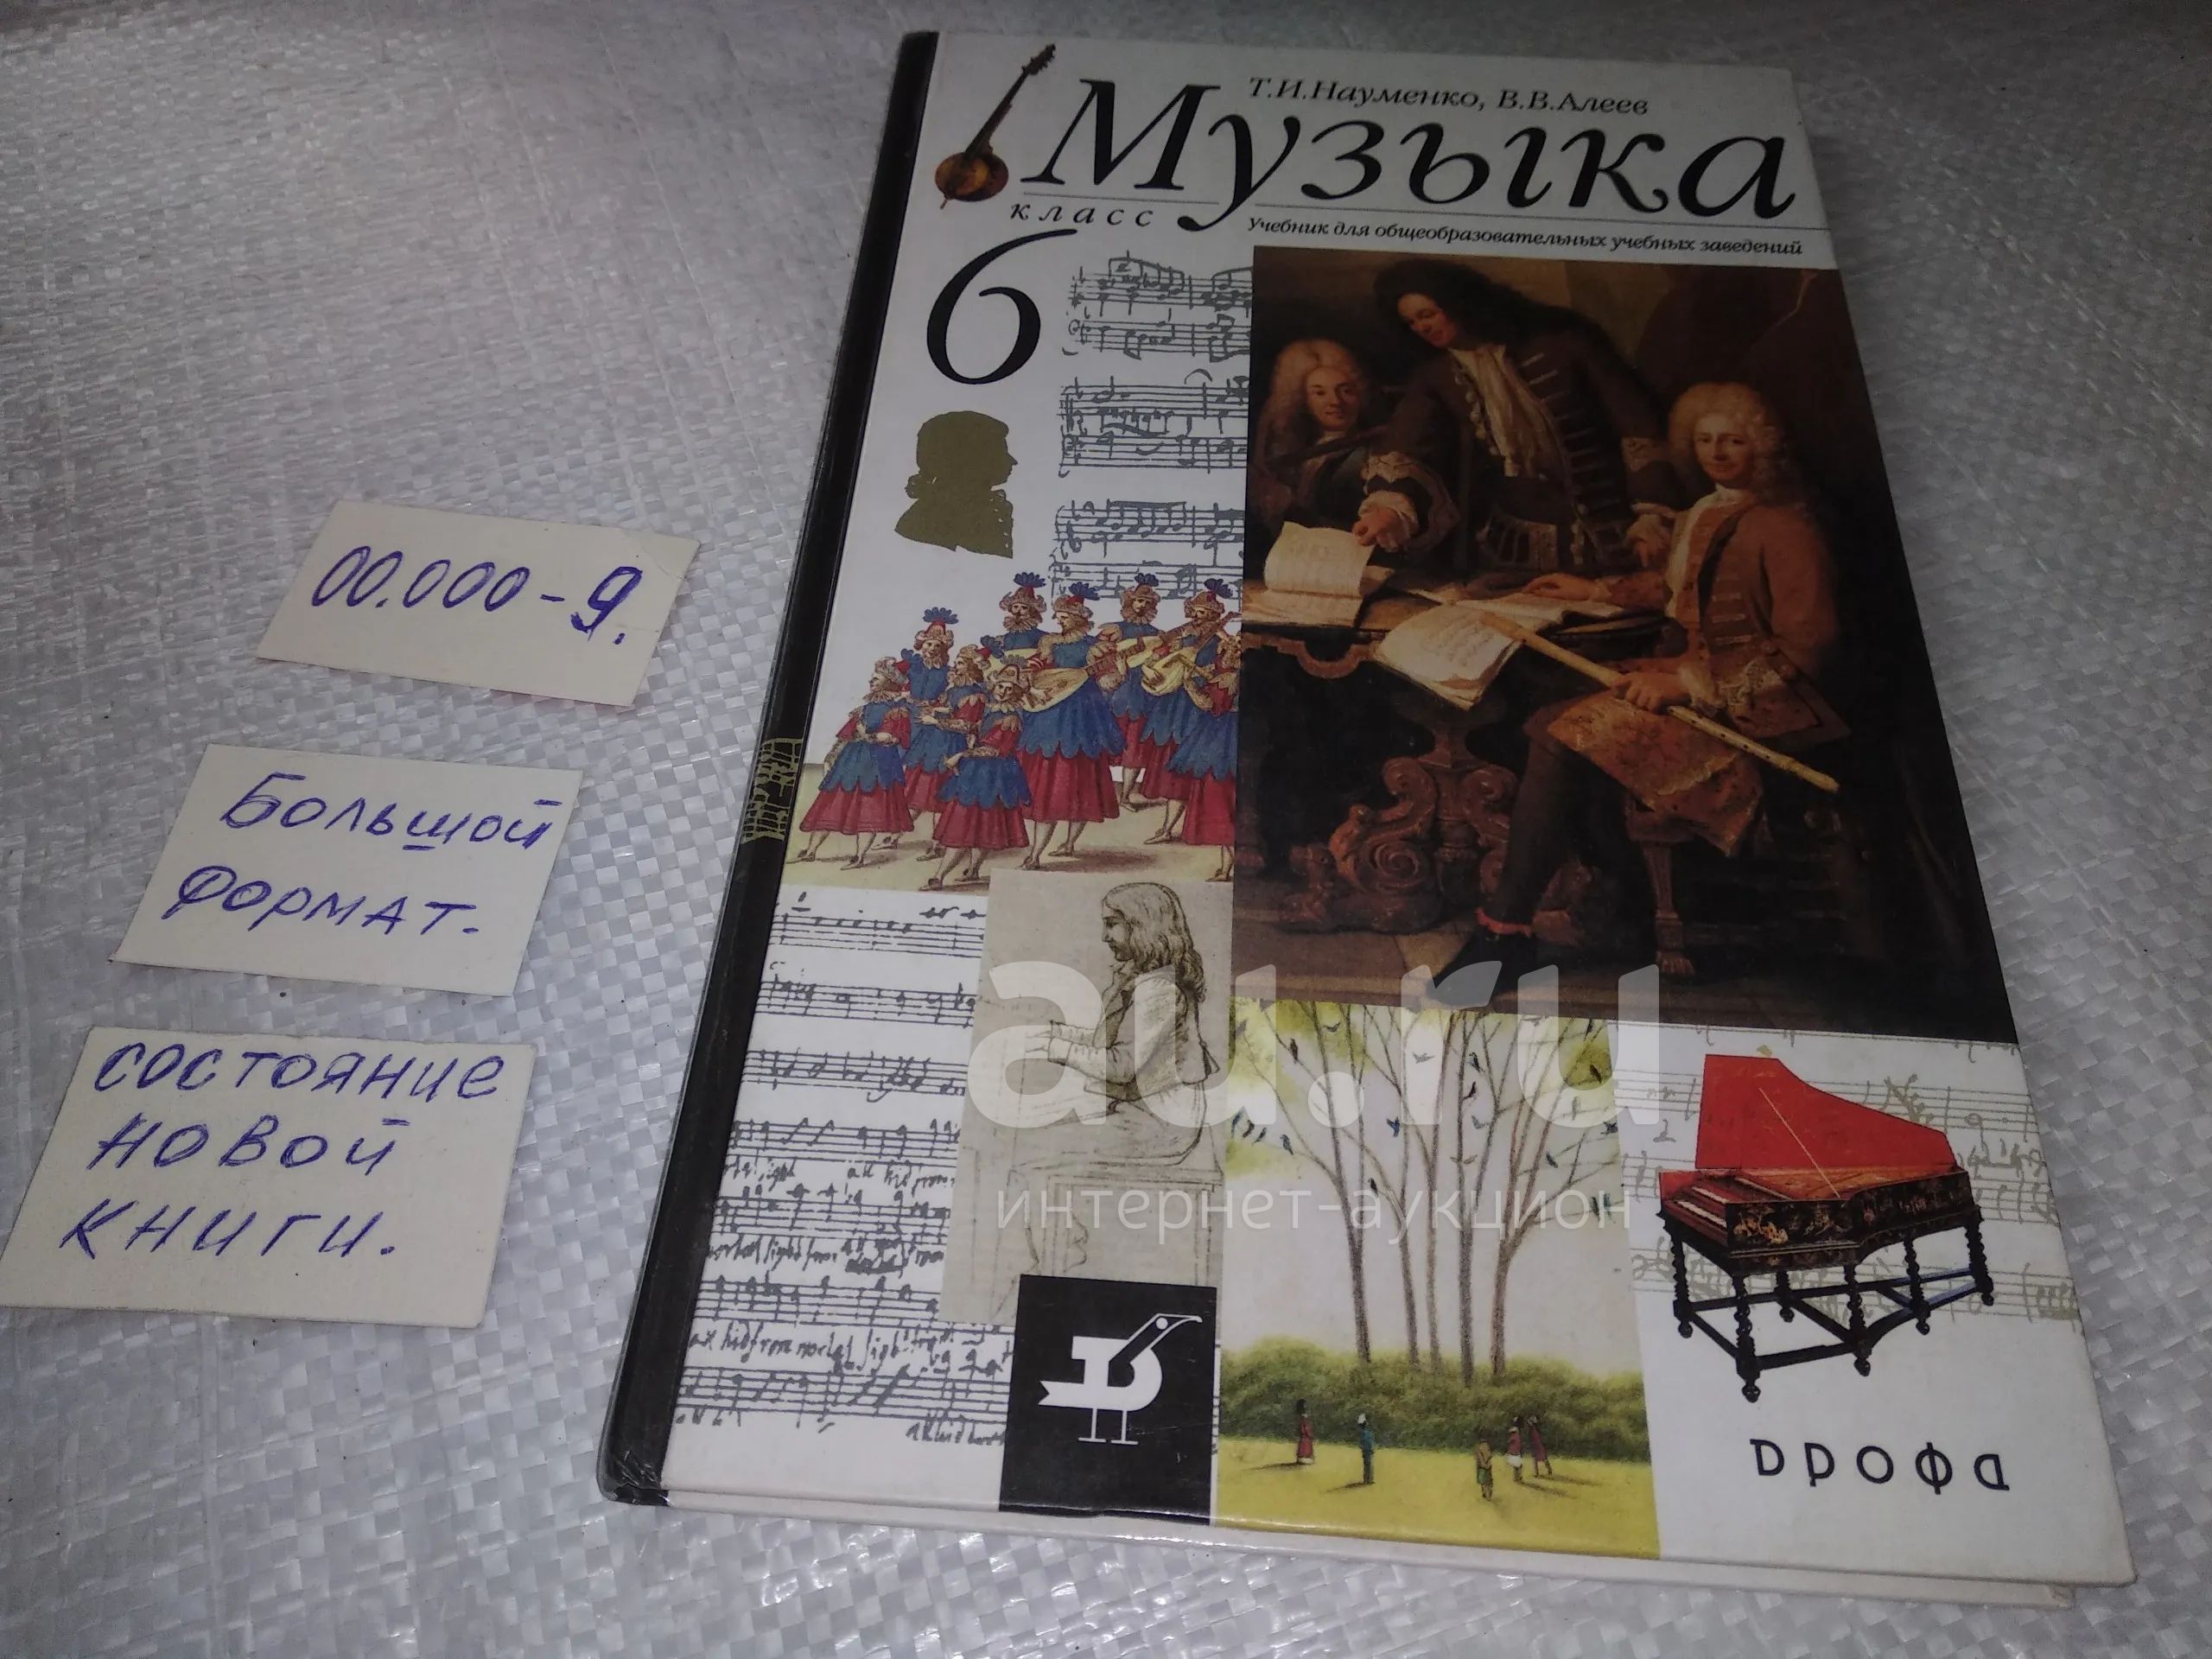 Т.И.Науменко, В.В.Алеев
Музыка
класс
6
Учебник для общеобразовательных учебных заведений
00.000-9.
Большой
формат.
состояние
новой
книги.
au.ru
интернет-аукцион
дрофа